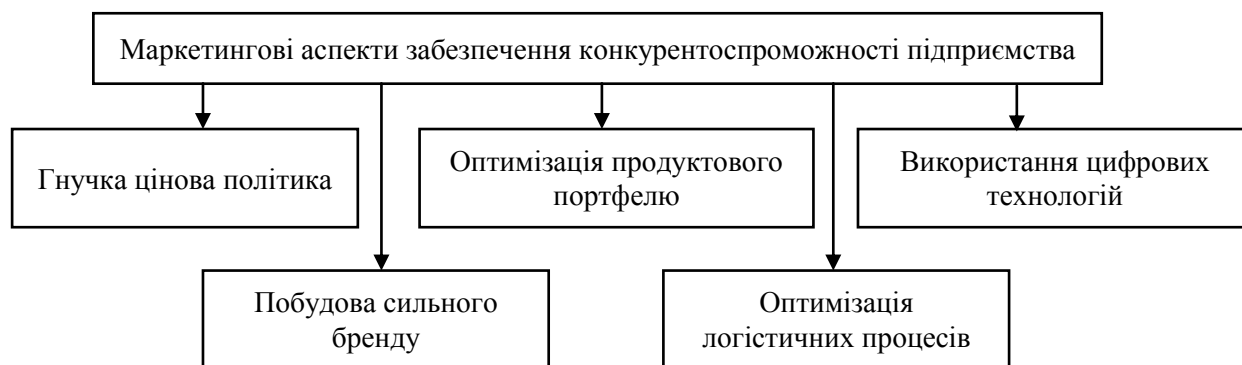 Маркетингові аспекти забезпечення конкурентоспроможності підприємства
Гнучка цінова політика
Оптимізація продуктового
портфелю
Використання цифрових
технологій
Побудова сильного
бренду
Оптимізація
логістичних процесів